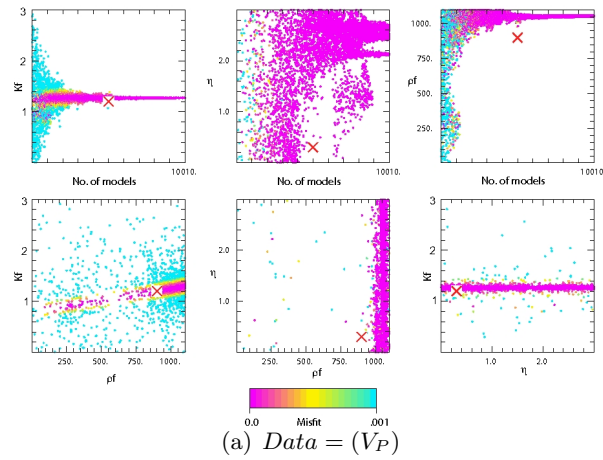 3
2
1
Kf
10010.
No. of models
2.0
1.0
η
10010.
No. of models
1000.
750.
500.
250.
ρf
10010.
No. of models
3
2
1
Kf
250.
500.
750.
1000.
ρf
2.0
1.0
η
250.
500.
750.
1000.
ρf
3
2
1
Kf
1.0
2.0
η
0.0
Misfit
.001
(a) Data = (V_P)